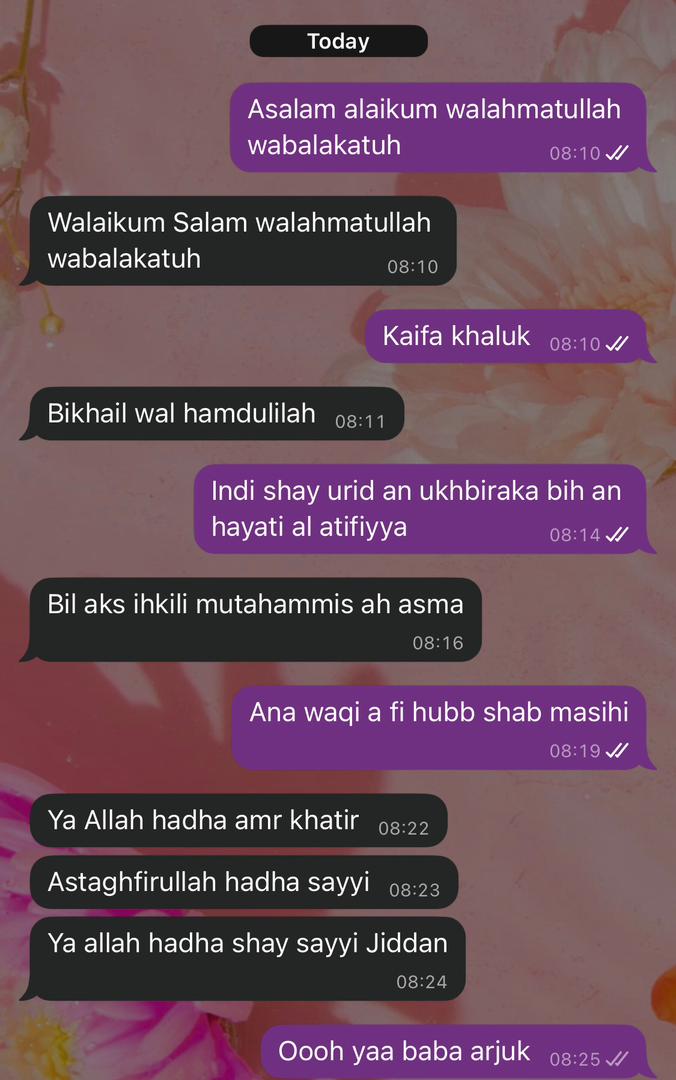 Today
Asalam alaikum walahmatullah
wabalakatuh
08:10
Walaikum Salam walahmatullah
wabalakatuh
08:10
Kaifa khaluk 08:10
Bikhail wal hamdulilah 08:11
Indi shay urid an ukhbiraka bih an
hayati al atifiyya
08:14
Bil aks ihkili mutahammis ah asma
08:16
Ana waqi a fi hubb shab masihi
08:19
Ya Allah hadha amr khatir 08:22
Astaghfirullah hadha sayyi 08:23
Ya allah hadha shay sayyi Jiddan
08:24
Oooh yaa baba arjuk 08:25